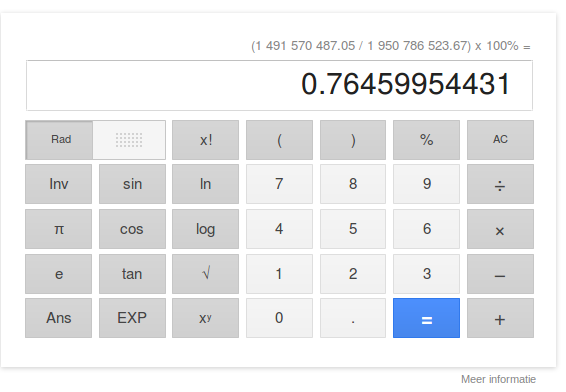 (1 491 570 487.05 / 1 950 786 523.67) x 100% =
0.76459954431
Rad x! ( ) % AC
Inv sin ln 7 8 9 ÷
π cos log 4 5 6 ×
e tan √ 1 2 3 −
Ans EXP xʸ 0 . = +
Meer informatie